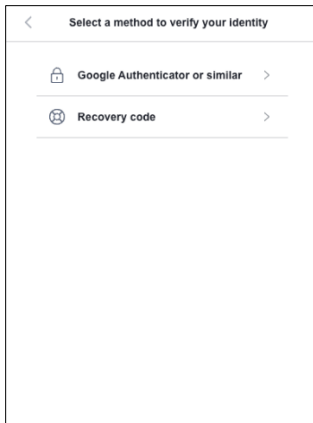 Select a method to verify your identity
Google Authenticator or similar
Recovery code